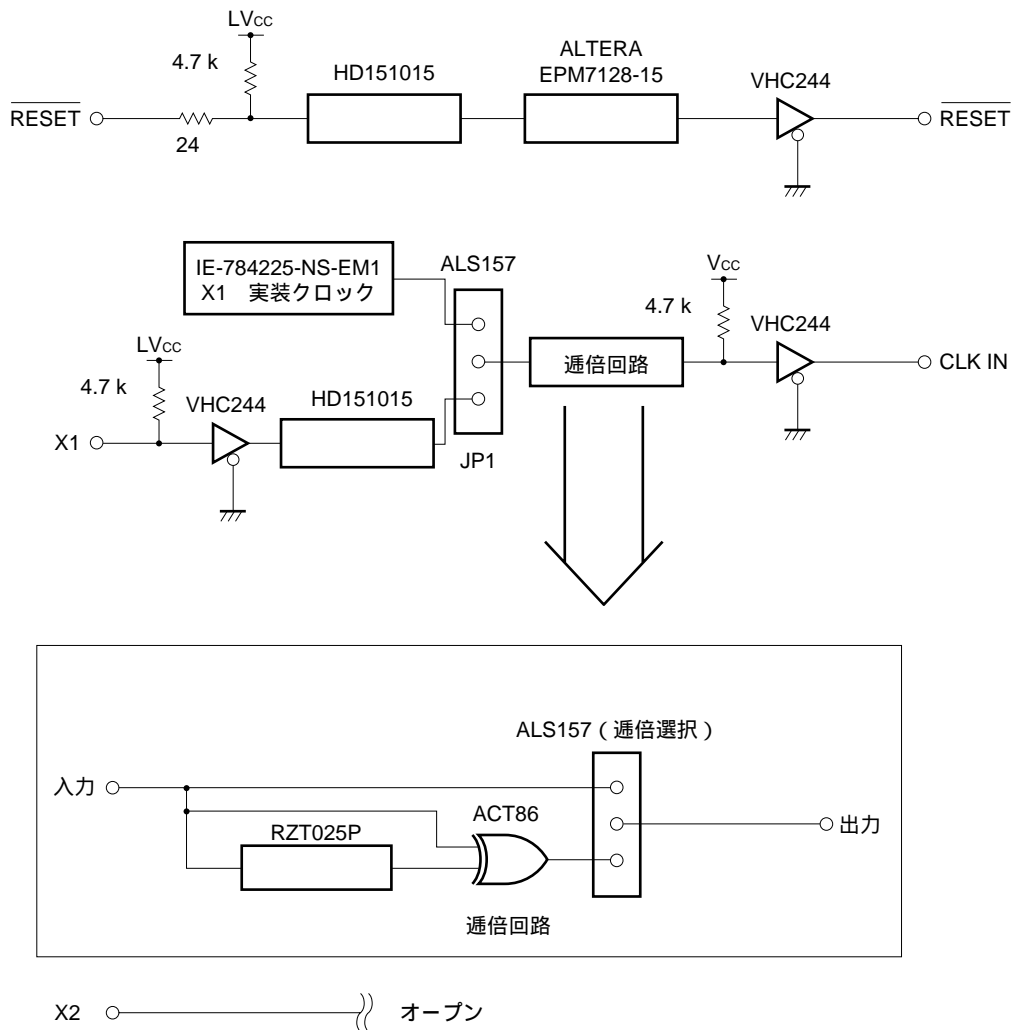 LVCC
4.7 k
HD151015
ALTERA
EPM7128-15
VHC244
RESET
24
RESET
IE-784225-NS-EM1
X1 実装クロック
ALS157
VCC
4.7 k
VHC244
LVCC
4.7 k
VHC244
HD151015
逓倍回路
CLK IN
X1
JP1
ALS157(逓倍選択)
入力
ACT86
RZT025P
出力
逓倍回路
X2
オープン